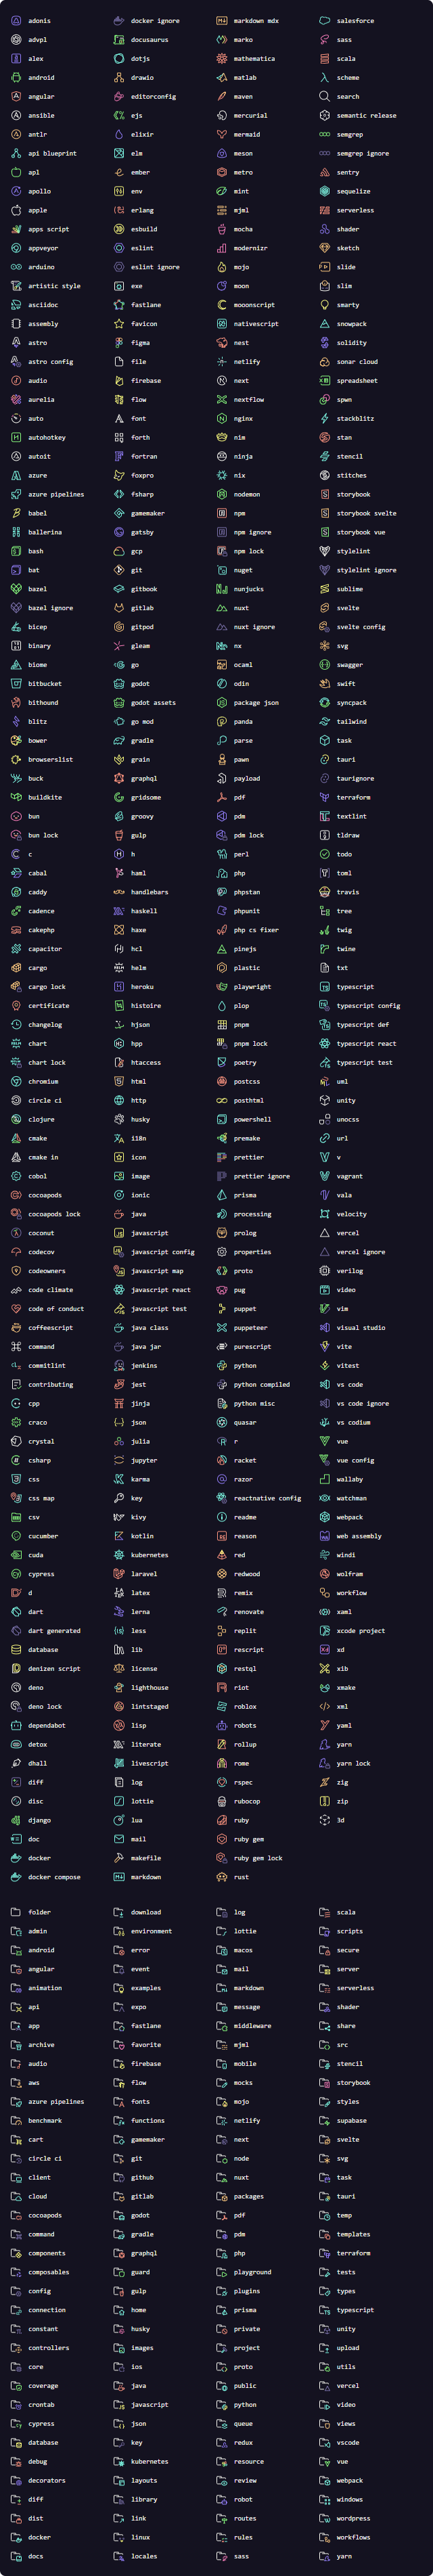 adonis
advpl
alex
android
angular
ansible
antlr
api blueprint
apl
apollo
apple
apps script
appveyor
arduino
artistic style
asciidoc
assembly
astro
astro config
audio
aurelia
auto
autohotkey
autoit
azure
azure pipelines
babel
ballerina
bash
bat
bazel
bazel ignore
bicep
binary
biome
bitbucket
bithound
blitz
bower
browserslist
buck
buildkite
bun
bun lock
c
cabal
caddy
cadence
cakephp
capacitor
cargo
cargo lock
certificate
changelog
chart
chart lock
chromium
circle ci
clojure
cmake
cmake in
cobol
cocoapods
cocoapods lock
coconut
codecov
codeowners
code climate
code of conduct
coffeescript
command
commitlint
contributing
cpp
craco
crystal
csharp
css
css map
csv
cucumber
cuda
cypress
d
dart
dart generated
database
denizen script
deno
deno lock
dependabot
detox
dhall
diff
disc
django
doc
docker
docker compose
docker ignore
docusaurus
dotjs
drawio
editorconfig
ejs
elixir
elm
ember
env
erlang
esbuild
eslint
eslint ignore
exe
fastlane
favicon
figma
file
firebase
flow
font
forth
fortran
foxpro
fsharp
gamemaker
gatsby
gcp
git
gitbook
gitlab
gitpod
gleam
go
godot
godot assets
go mod
gradle
grain
graphql
gridsome
groovy
gulp
h
haml
handlebars
haskell
haxe
hcl
helm
heroku
histoire
hjson
hpp
htaccess
html
http
husky
i18n
icon
image
ionic
java
javascript
javascript config
javascript map
javascript react
javascript test
java class
java jar
jenkins
jest
jinja
json
julia
jupyter
karma
key
kivy
kotlin
kubernetes
laravel
latex
lerna
less
lib
license
lighthouse
lintstaged
lisp
literate
livescript
log
lottie
lua
mail
makefile
markdown
markdown mdx
marko
mathematica
matlab
maven
mercurial
mermaid
meson
metro
mint
mjml
mocha
modernizr
mojo
moon
mooonscript
nativescript
nest
netlify
next
nextflow
nginx
nim
ninja
nix
nodemon
npm
npm ignore
npm lock
nuget
nunjucks
nuxt
nuxt ignore
nx
ocaml
odin
package json
panda
parse
pawn
payload
pdf
pdm
pdm lock
perl
php
phpstan
phpunit
php cs fixer
pinejs
plastic
playwright
plop
pnpm
pnpm lock
poetry
postcss
posthtml
powershell
premake
prettier
prettier ignore
prisma
processing
prolog
properties
proto
pug
puppet
puppeteer
purescript
python
python compiled
python misc
quasar
r
racket
razor
reactnative config
readme
reason
red
redwood
remix
renovate
replit
rescript
restql
riot
roblox
robots
rollup
rome
rspec
rubocop
ruby
ruby gem
ruby gem lock
rust
salesforce
sass
scala
scheme
search
semantic release
semgrep
semgrep ignore
sentry
sequelize
serverless
shader
sketch
slide
slim
smarty
snowpack
solidity
sonar cloud
spreadsheet
spwn
stackblitz
stan
stencil
stitches
storybook
storybook svelte
storybook vue
stylelint
stylelint ignore
sublime
svelte
svelte config
svg
swagger
swift
syncpack
tailwind
task
tauri
taurignore
terraform
textlint
tldraw
todo
toml
travis
tree
twig
twine
txt
typescript
typescript config
typescript def
typescript react
typescript test
uml
unity
unocss
url
v
vagrant
vala
velocity
vercel
vercel ignore
verilog
video
vim
visual studio
vite
vitest
vs code
vs code ignore
vs codium
vue
vue config
wallaby
watchman
webpack
web assembly
windi
wolfram
workflow
xaml
xcode project
xd
xib
xmake
xml
yaml
yarn
yarn lock
zig
zip
3d
folder
admin
android
angular
animation
api
app
archive
audio
aws
azure pipelines
benchmark
cart
circle ci
client
cloud
cocoapods
command
components
composables
config
connection
constant
controllers
core
coverage
crontab
cypress
database
debug
decorators
diff
dist
docker
docs
download
environment
error
event
examples
expo
fastlane
favorite
firebase
flow
fonts
functions
gamemaker
git
github
gitlab
godot
gradle
graphql
guard
gulp
home
husky
images
ios
java
javascript
json
key
kubernetes
layouts
library
link
linux
locales
log
lottie
macos
mail
markdown
message
middleware
mjml
mobile
mocks
mojo
netlify
next
node
nuxt
packages
pdf
pdm
php
playground
plugins
prisma
private
project
proto
public
python
queue
redux
resource
review
robot
routes
rules
sass
scala
scripts
secure
server
serverless
shader
share
src
stencil
storybook
styles
supabase
svelte
svg
task
tauri
temp
templates
terraform
tests
types
typescript
unity
upload
utils
vercel
video
views
vscode
vue
webpack
windows
wordpress
workflows
yarn